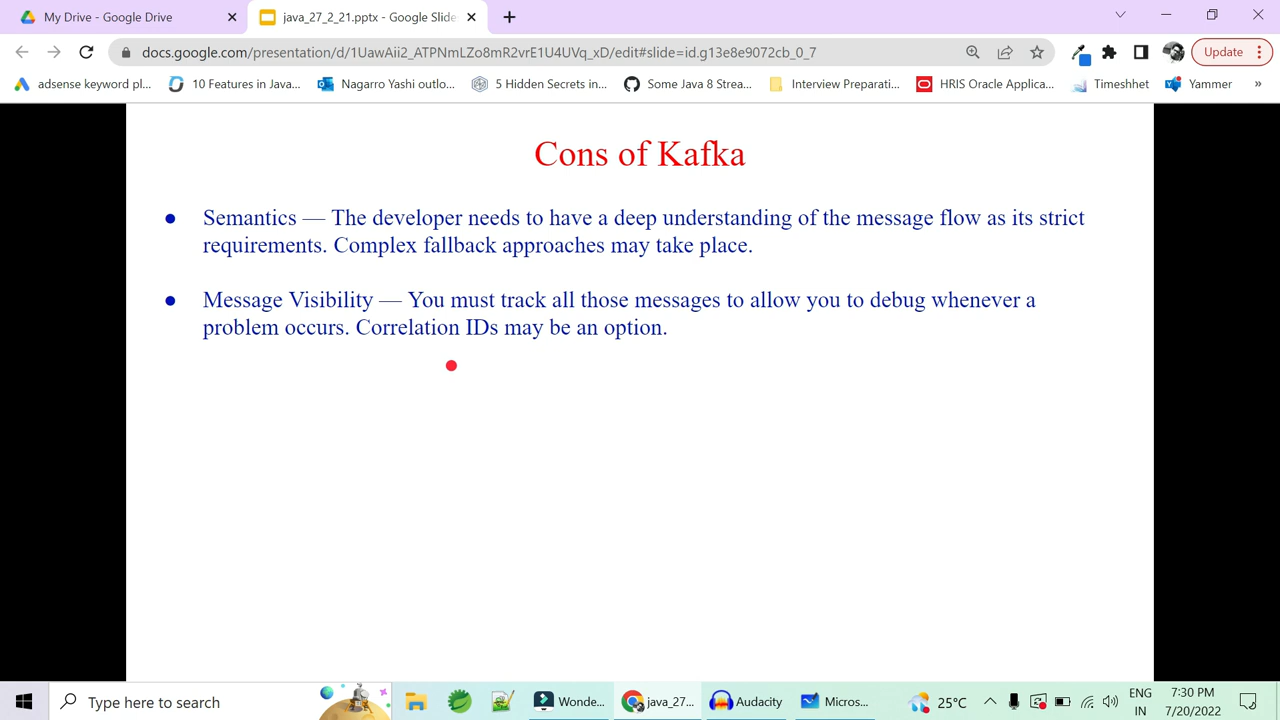 My Drive - Google Drive
java_27_2_21.pptx - Google Slide
docs.google.com/presentation/d/1UawAii2_ATPNmLZo8mR2vrE1U4UVq_xD/edit#slide=id.g13e8e9072cb_0_7
Update
adsense keyword pl...
10 Features in Java...
Nagarro Yashi outlo...
5 Hidden Secrets in...
Some Java 8 Strea...
Interview Preparati...
HRIS Oracle Applica...
Timeshhet
Yammer
»
Cons of Kafka
● Semantics — The developer needs to have a deep understanding of the message flow as its strict
requirements. Complex fallback approaches may take place.
● Message Visibility — You must track all those messages to allow you to debug whenever a
problem occurs. Correlation IDs may be an option.
Type here to search
Wonde...
java_27...
Audacity
Micros...
25°C
ENG
IN
7:30 PM
7/20/2022